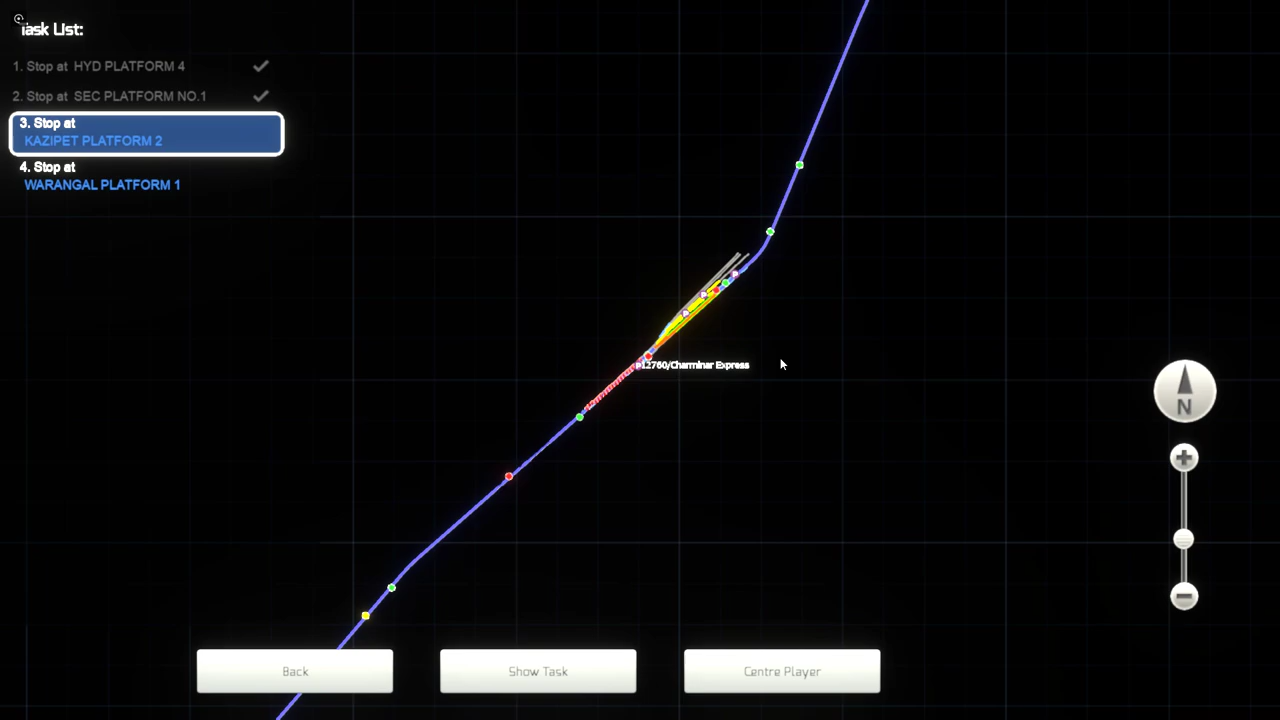 Task List:
1. Stop at HYD PLATFORM 4
2. Stop at SEC PLATFORM NO.1
3. Stop at
KAZIPET PLATFORM 2
4. Stop at
WARANGAL PLATFORM 1
12760/Charminar Express
N
Back
Show Task
Centre Player